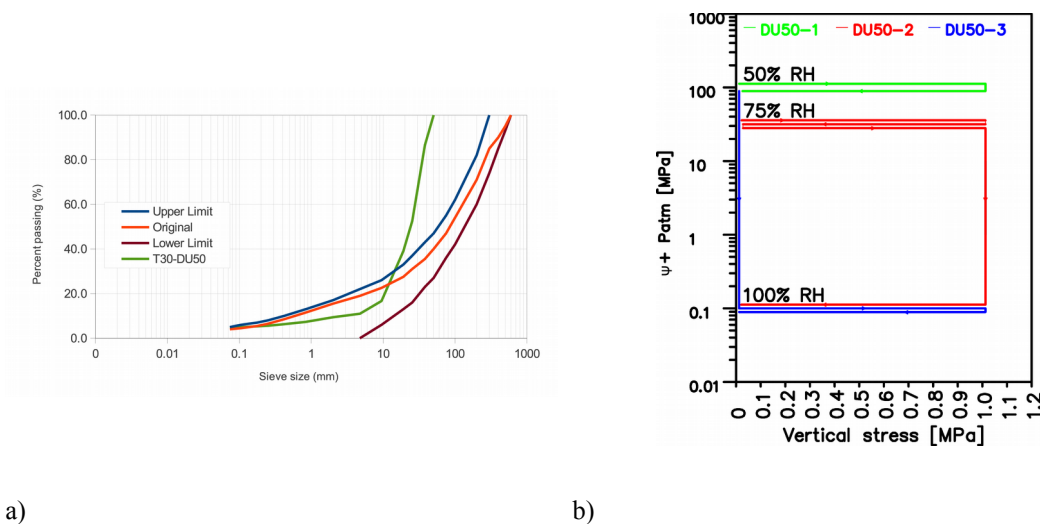 100.0
80.0
60.0
40.0
20.0
0.0
Percent passing (%)
Upper Limit
Original
Lower Limit
T30-DU50
0 0.01 0.1 1 10 100 1000
Sieve size (mm)
1000
100
10
1
0.1
0.01
ψ+ Patm [MPa]
DU50-1 DU50-2 DU50-3
50% RH
75% RH
100% RH
0 0.1 0.2 0.3 0.4 0.5 0.6 0.7 0.8 0.9 1.0 1.1 1.2
Vertical stress [MPa]
a) b)